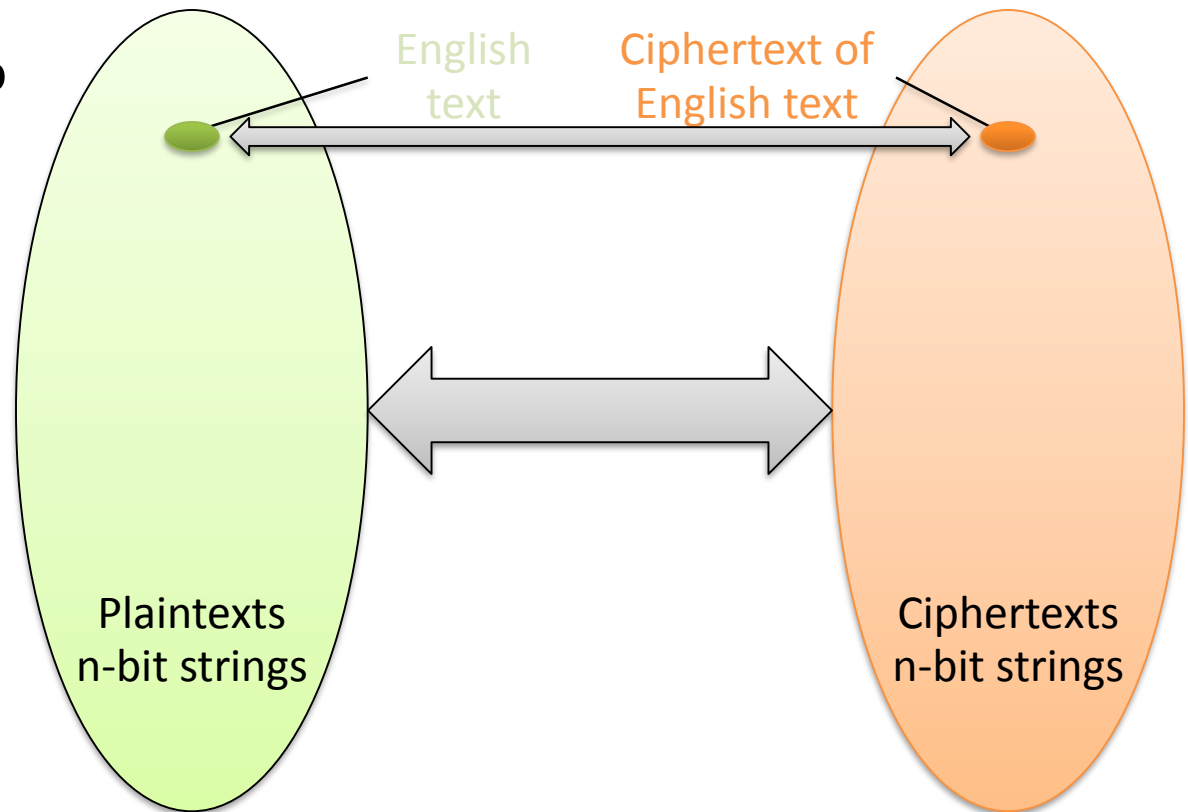 English
text
Ciphertext of
English text
Plaintexts
n-bit strings
Ciphertexts
n-bit strings